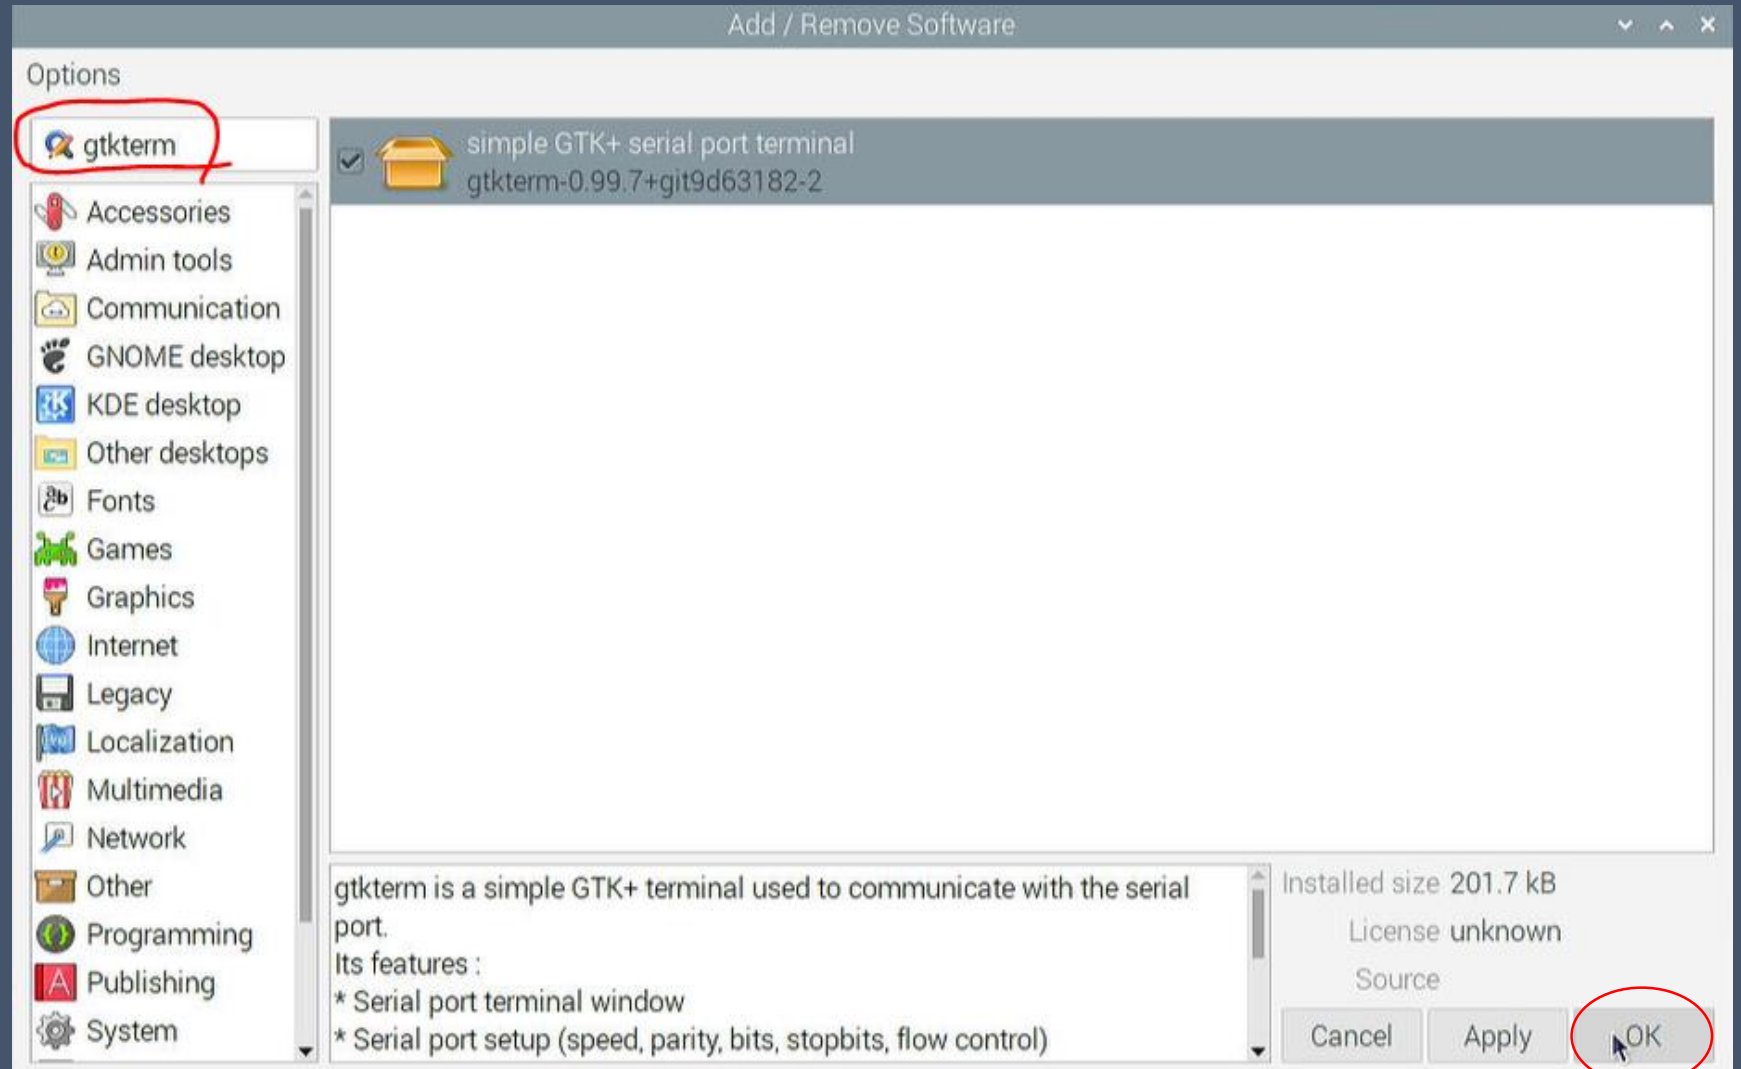 Add / Remove Software
Options
gtkterm
simple GTK+ serial port terminal
gtkterm-0.99.7+git9d63182-2
Accessories
Admin tools
Communication
GNOME desktop
KDE desktop
Other desktops
Fonts
Games
Graphics
Internet
Legacy
Localization
Multimedia
Network
Other
Programming
Publishing
System
gtkterm is a simple GTK+ terminal used to communicate with the serial
port.
Its features :
* Serial port terminal window
* Serial port setup (speed, parity, bits, stopbits, flow control)
Installed size 201.7 kB
License unknown
Source
Cancel
Apply
OK